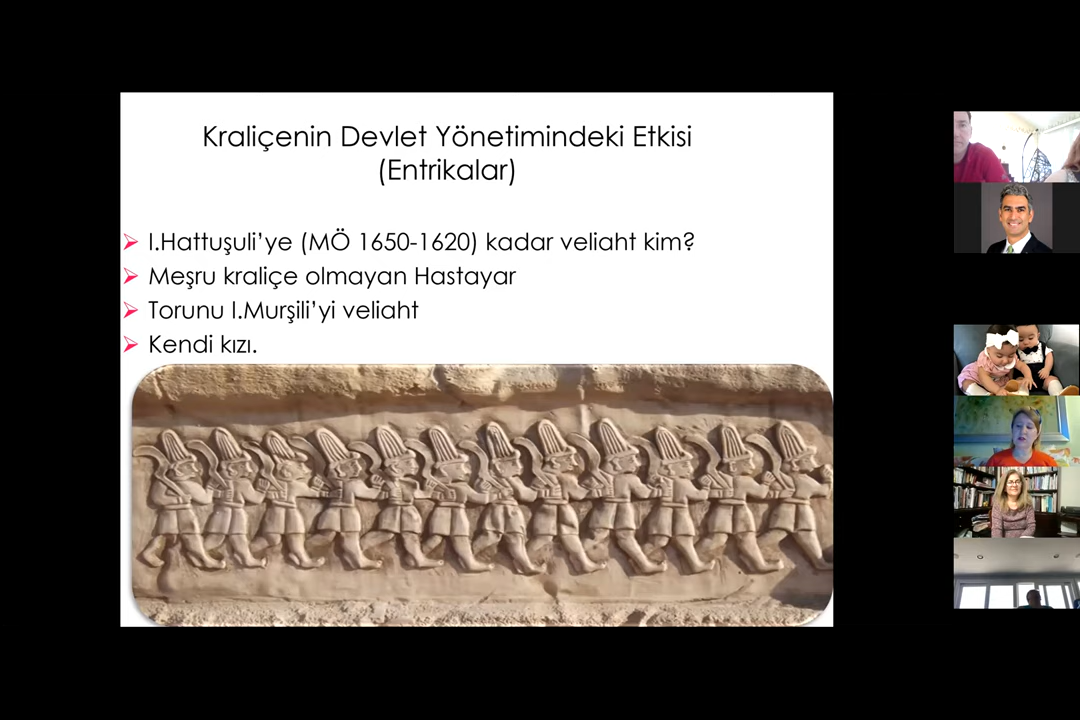 Kraliçenin Devlet Yönetimindeki Etkisi
(Entrikalar)
I.Hattuşuli’ye (MÖ 1650-1620) kadar veliaht kim?
Meşru kraliçe olmayan Hastayar
Torunu I.Murşili’yi veliaht
Kendi kızı.